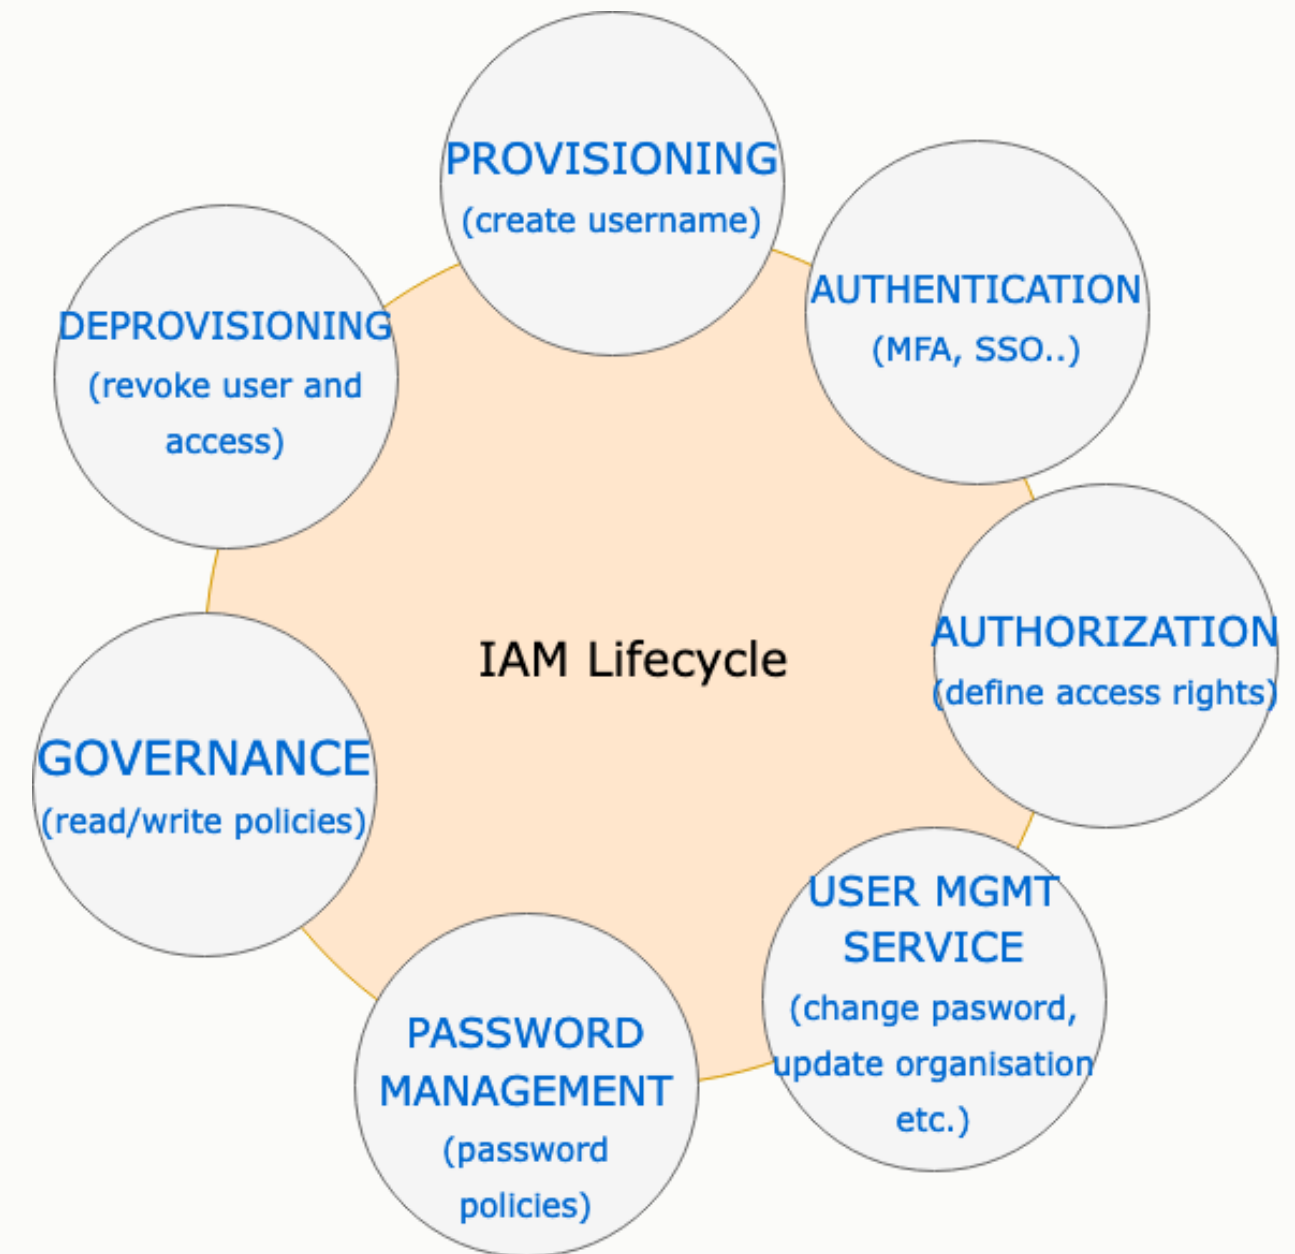 PROVISIONING
(create username)
AUTHENTICATION
(MFA, SSO..)
AUTHORIZATION
(define access rights)
USER MGMT
SERVICE
(change pasword,
update organisation
etc.)
PASSWORD
MANAGEMENT
(password
policies)
GOVERNANCE
(read/write policies)
DEPROVISIONING
(revoke user and
access)
IAM Lifecycle